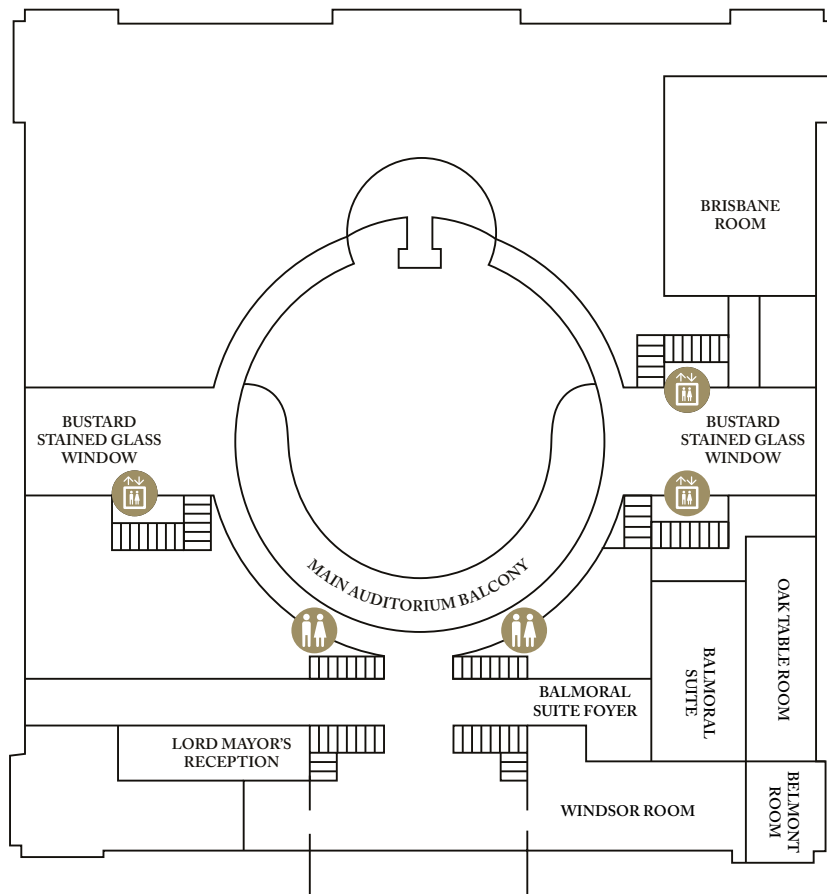 BRISBANE
ROOM
BUSTARD
STAINED GLASS
WINDOW
BUSTARD
STAINED GLASS
WINDOW
MAIN AUDITORIUM BALCONY
OAK TABLE ROOM
BALMORAL
SUITE
BALMORAL
SUITE FOYER
LORD MAYOR'S
RECEPTION
WINDSOR ROOM
BELMONT
ROOM